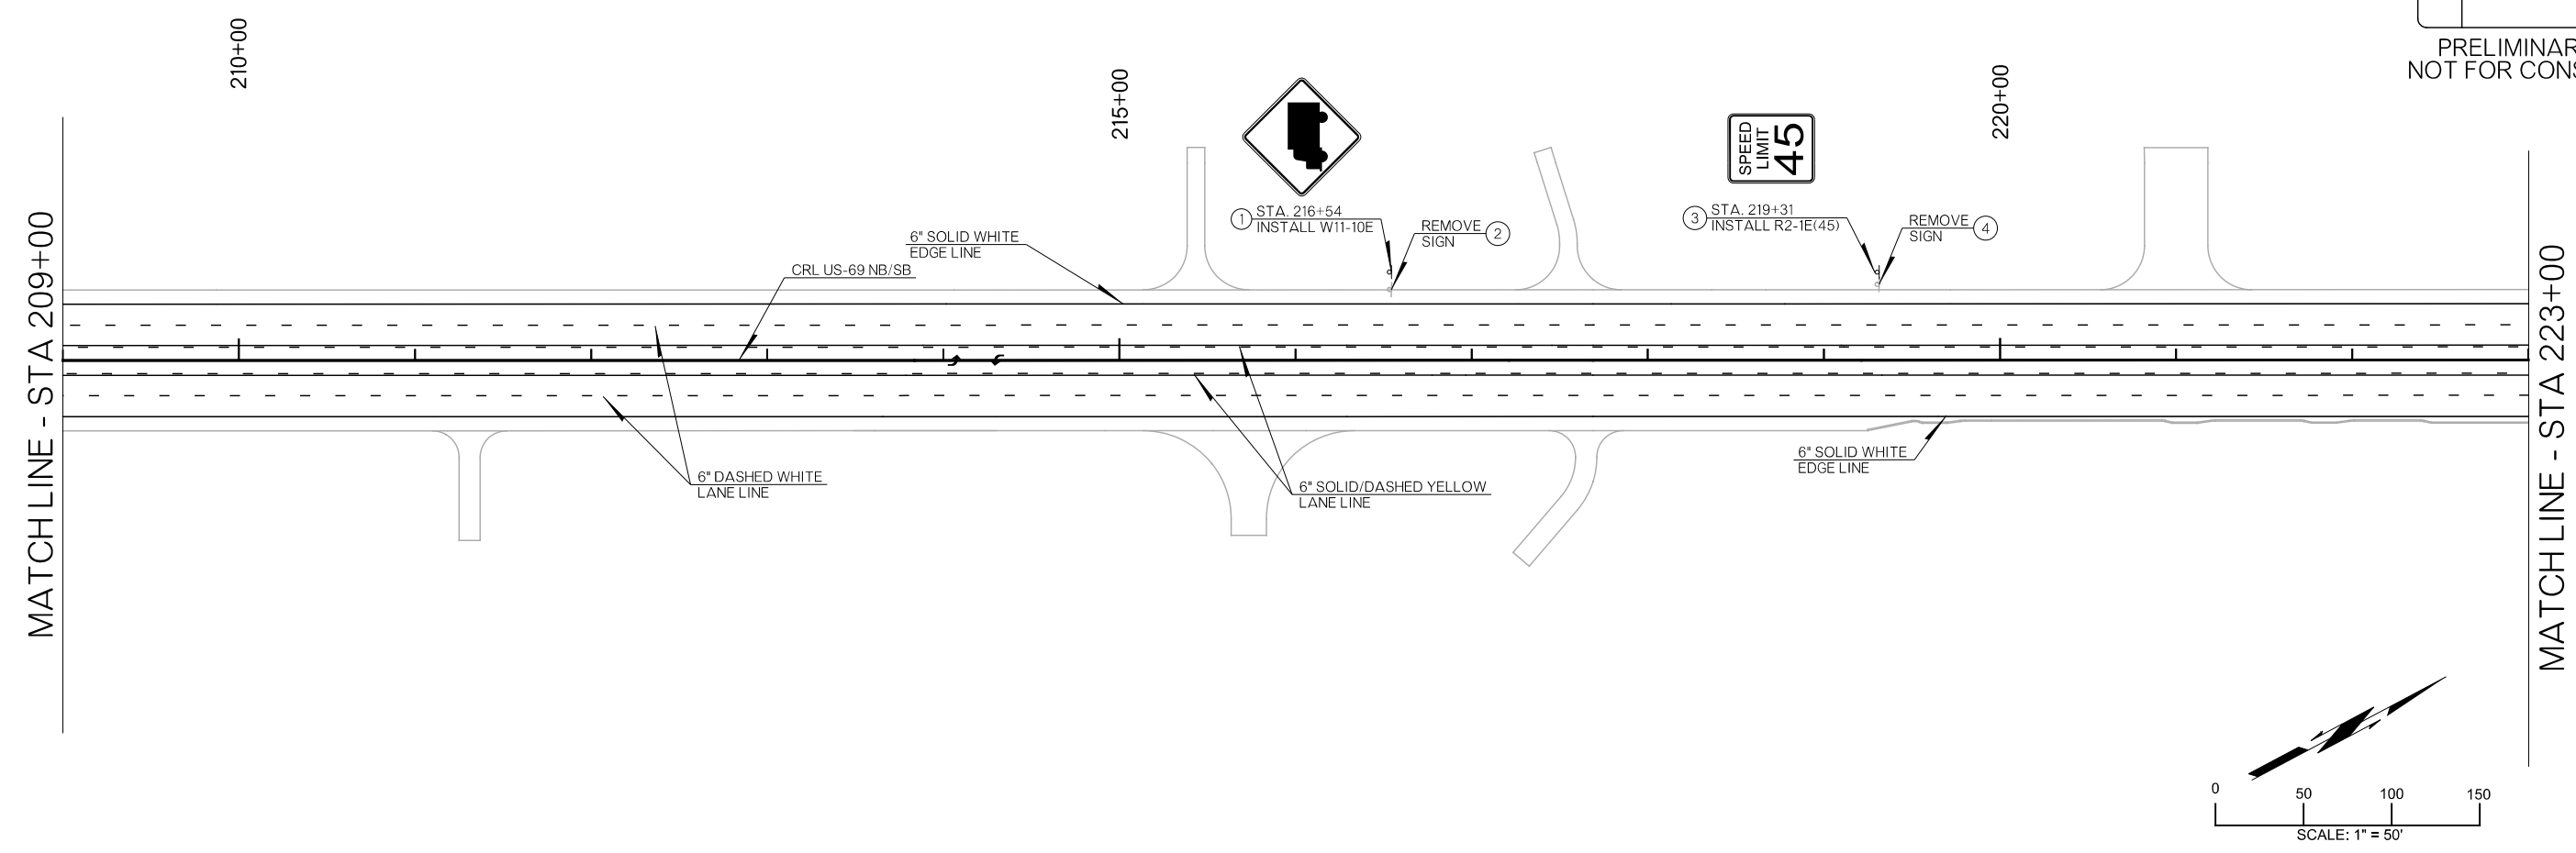 210+00
215+00
220+00
PRELIMINAR
NOT FOR CONS
SPEED
LIMIT
45
1
STA. 216+54
INSTALL W11-10E
REMOVE
SIGN
2
3
STA. 219+31
INSTALL R2-1E(45)
REMOVE
SIGN
4
6" SOLID WHITE
EDGE LINE
CRL US-69 NB/SB
MATCH LINE - STA 209+00
MATCH LINE - STA 223+00
6" DASHED WHITE
LANE LINE
6" SOLID/DASHED YELLOW
LANE LINE
6" SOLID WHITE
EDGE LINE
0 50 100 150
SCALE: 1" = 50'